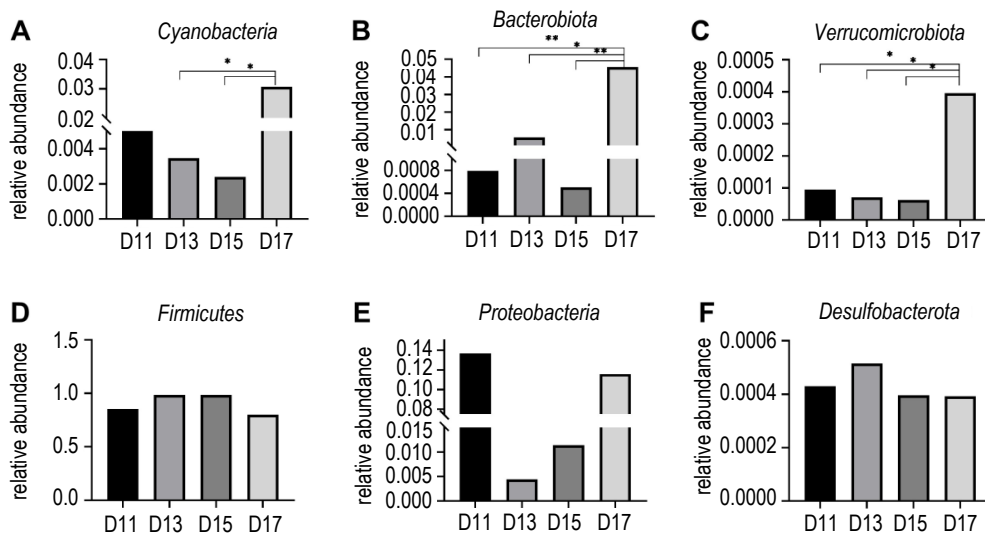 A
Cyanobacteria
relative abundance
0.04
0.03
0.02
0.004
0.002
0.000
*
*
D11 D13 D15 D17
B
Bacterobiota
relative abundance
0.05
0.04
0.03
0.02
0.01
0.0008
0.0004
0.0000
**
*
**
D11 D13 D15 D17
C
Verrucomicrobiota
relative abundance
0.0005
0.0004
0.0003
0.0002
0.0001
0.0000
*
*
*
D11 D13 D15 D17
D
Firmicutes
relative abundance
1.5
1.0
0.5
0.0
D11 D13 D15 D17
E
Proteobacteria
relative abundance
0.14
0.12
0.10
0.08
0.015
0.010
0.005
0.000
D11 D13 D15 D17
F
Desulfobacterota
relative abundance
0.0006
0.0004
0.0002
0.0000
D11 D13 D15 D17